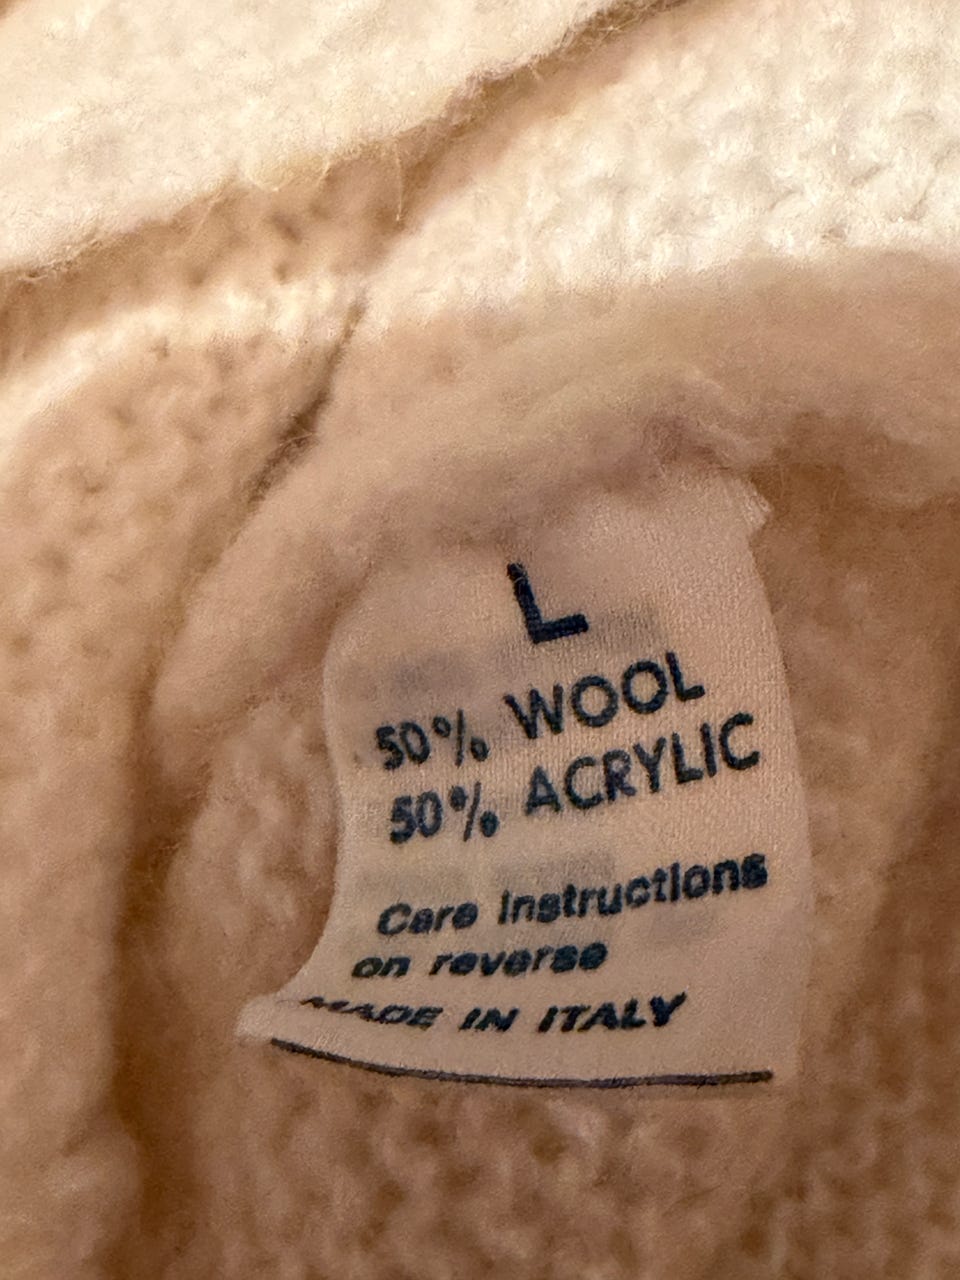 L
50% WOOL
50% ACRYLIC
Care instructions
on reverse
MADE IN ITALY